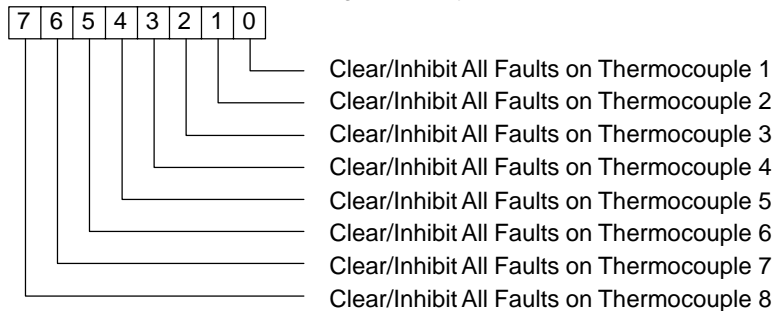 7 6 5 4 3 2 1 0
Clear/Inhibit All Faults on Thermocouple 1
Clear/Inhibit All Faults on Thermocouple 2
Clear/Inhibit All Faults on Thermocouple 3
Clear/Inhibit All Faults on Thermocouple 4
Clear/Inhibit All Faults on Thermocouple 5
Clear/Inhibit All Faults on Thermocouple 6
Clear/Inhibit All Faults on Thermocouple 7
Clear/Inhibit All Faults on Thermocouple 8